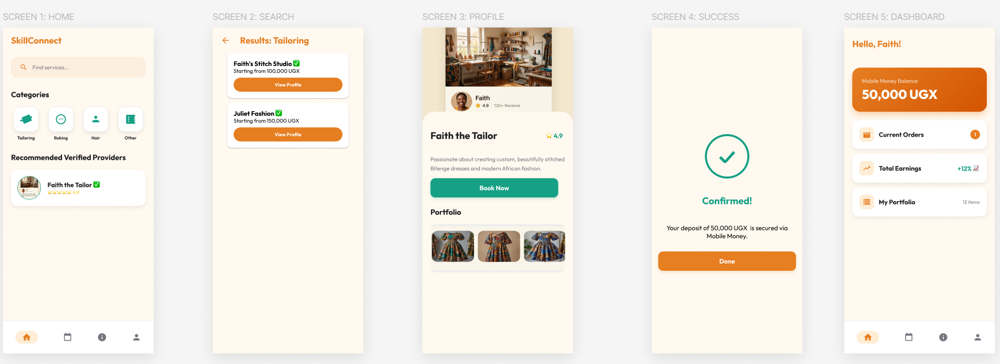 SCREEN 1: HOME
SkillConnect
Find services...
Categories
Tailoring
Baking
Hair
Other
Recommended Verified Providers
Faith the Tailor ✅
4.9
SCREEN 2: SEARCH
Results: Tailoring
Faith's Stitch Studio ✅
Starting from 100,000 UGX
View Profile
Juliet Fashion ✅
Starting from 150,000 UGX
View Profile
SCREEN 3: PROFILE
Faith
4.9 | 120+ Reviews
Faith the Tailor
⭐ 4.9
Passionate about creating custom, beautifully stitched
Bitenge dresses and modern African fashion.
Book Now
Portfolio
SCREEN 4: SUCCESS
Confirmed!
Your deposit of 50,000 UGX is secured via
Mobile Money.
Done
SCREEN 5: DASHBOARD
Hello, Faith!
Mobile Money Balance
50,000 UGX
Current Orders
1
Total Earnings
+12% 📈
My Portfolio
12 items